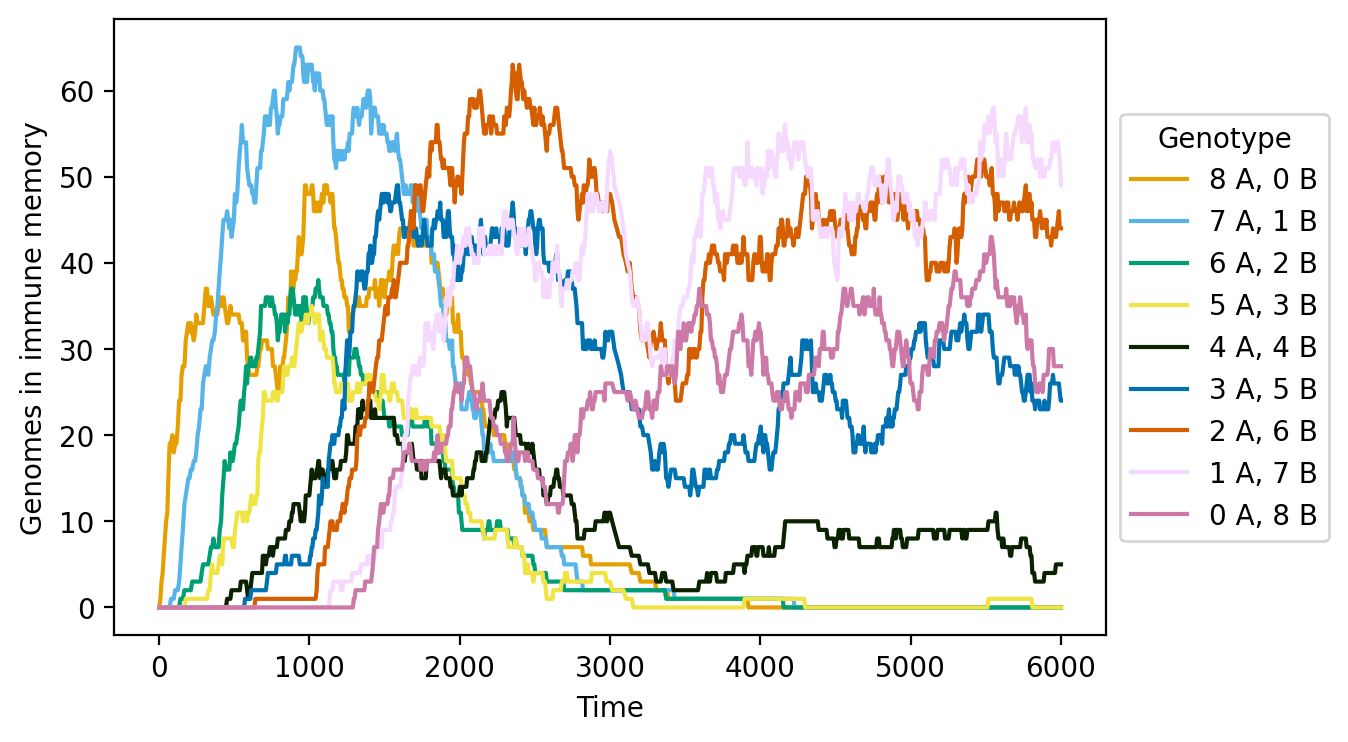 Genomes in immune memory
60
50
40
30
20
10
0
0 1000 2000 3000 4000 5000 6000
Time
Genotype
8 A, 0 B
7 A, 1 B
6 A, 2 B
5 A, 3 B
4 A, 4 B
3 A, 5 B
2 A, 6 B
1 A, 7 B
0 A, 8 B